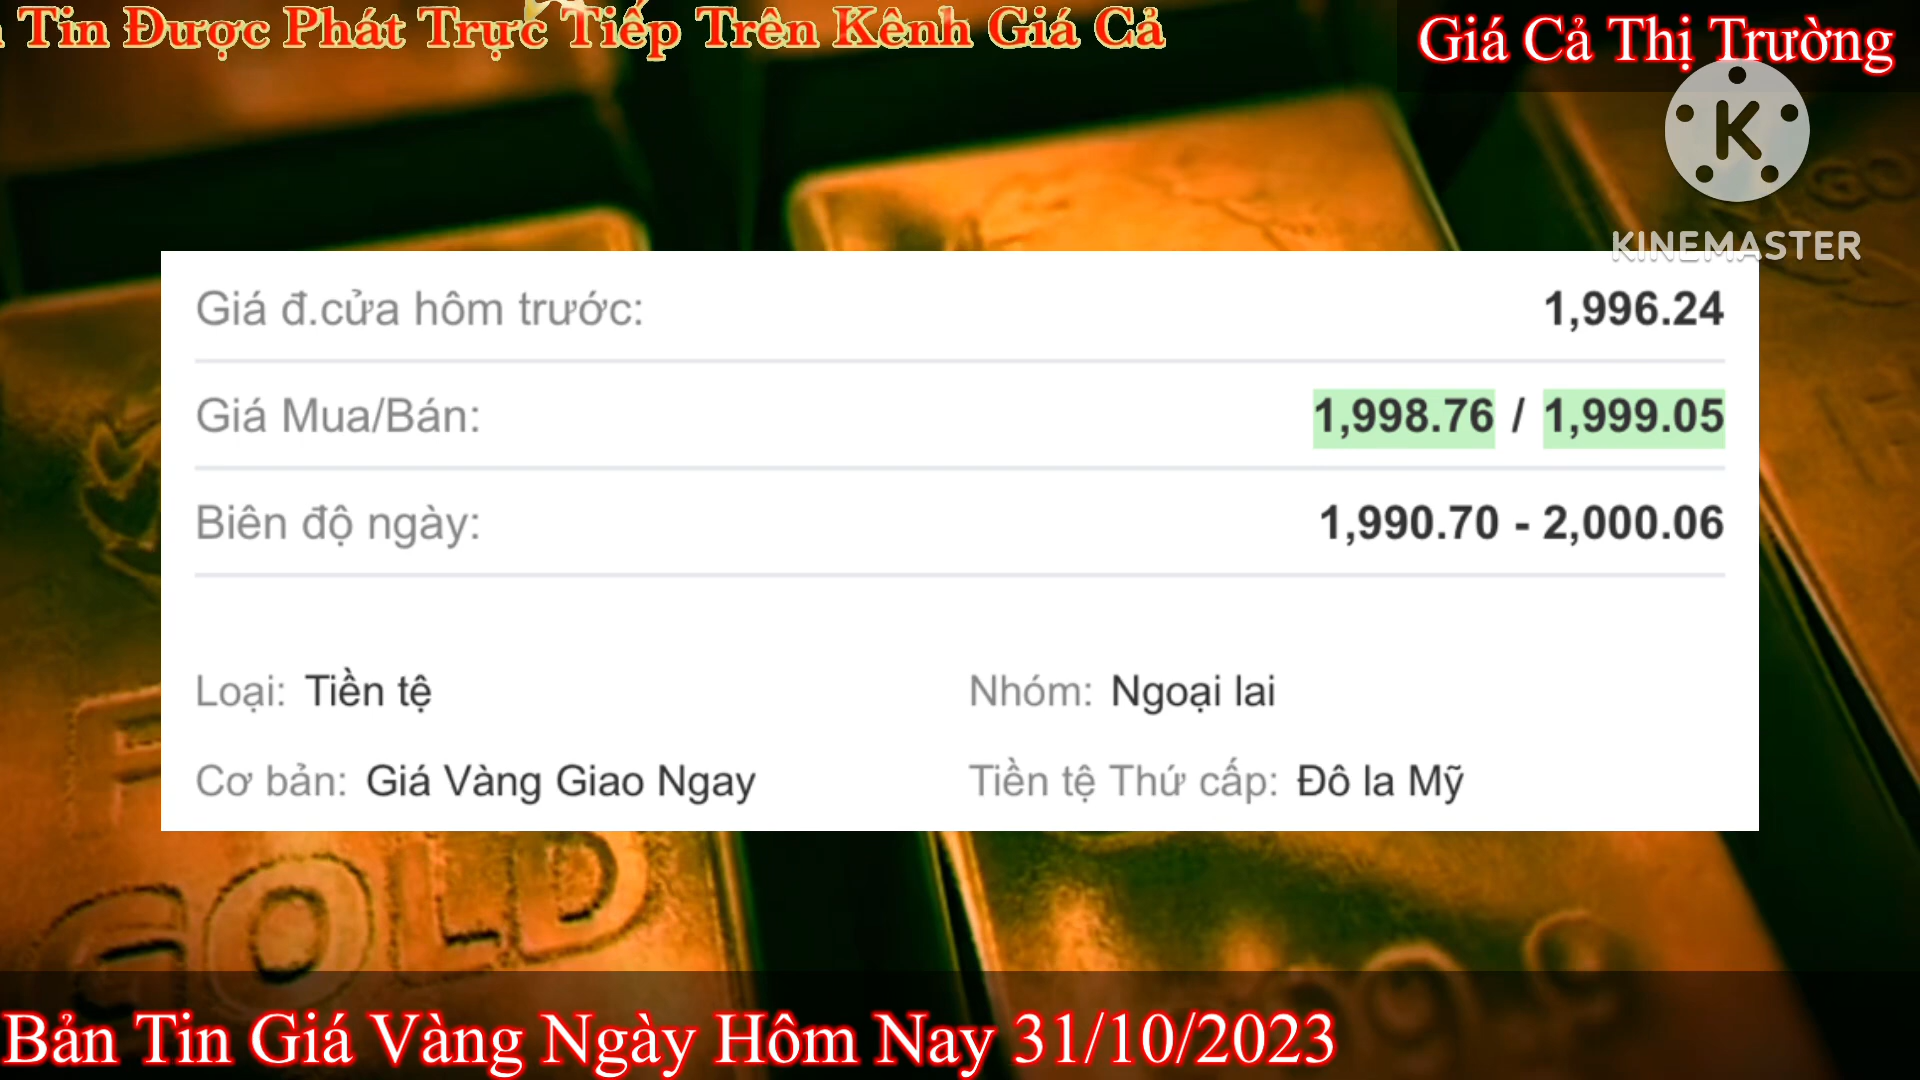 Tin Được Phát Trực Tiếp Trên Kênh Giá Cả
Giá Cả Thị Trường
K
KINEMASTER
Giá đ.cửa hôm trước: 1,996.24
Giá Mua/Bán: 1,998.76 / 1,999.05
Biên độ ngày: 1,990.70 - 2,000.06
Loại: Tiền tệ Nhóm: Ngoại lai
Cơ bản: Giá Vàng Giao Ngay Tiền tệ Thứ cấp: Đô la Mỹ
GOLD
Bản Tin Giá Vàng Ngày Hôm Nay 31/10/2023